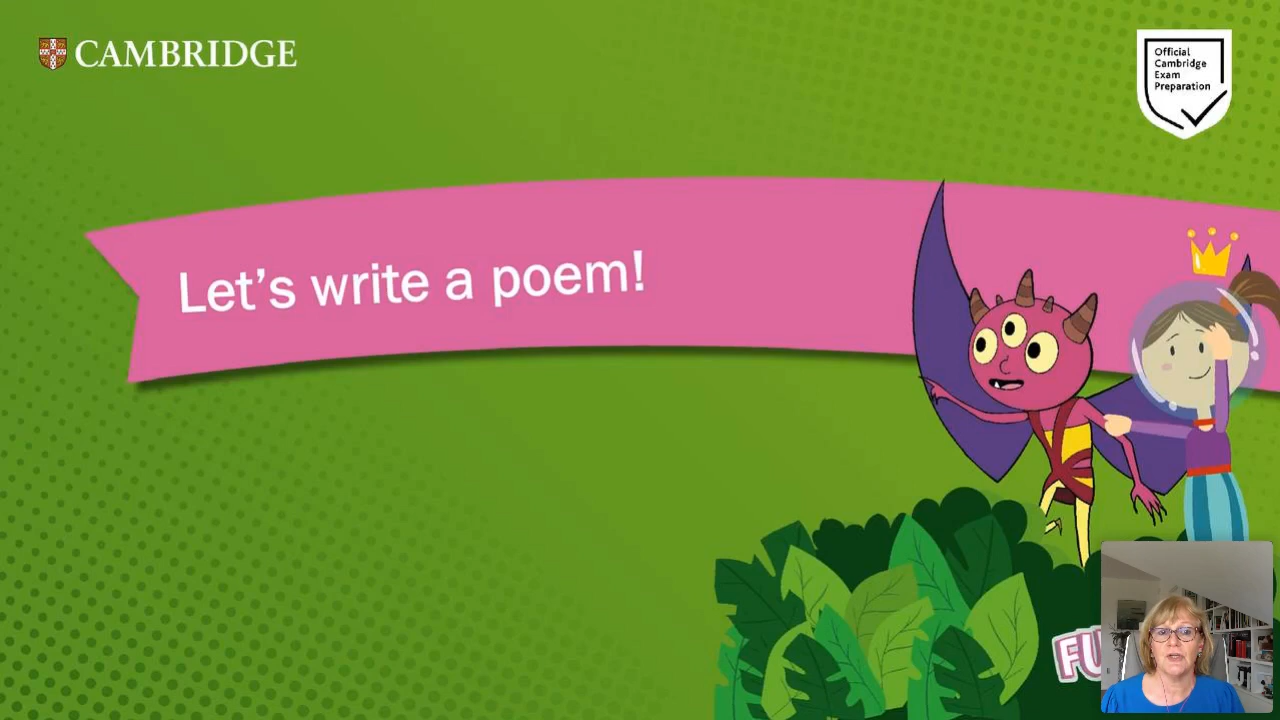 CAMBRIDGE
Official
Cambridge
Exam
Preparation
Let's write a poem!